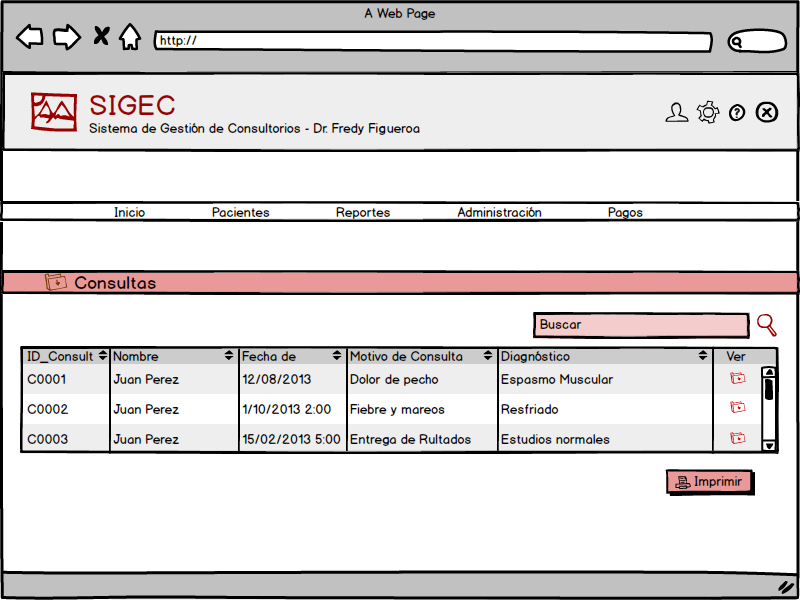 A Web Page
http://
SIGEC
Sistema de Gestión de Consultorios - Dr. Fredy Figueroa
Inicio Pacientes Reportes Administración Pagos
Consultas
Buscar
ID_Consult Nombre Fecha de Motivo de Consulta Diagnóstico Ver
C0001 Juan Perez 12/08/2013 Dolor de pecho Espasmo Muscular
C0002 Juan Perez 1/10/2013 2:00 Fiebre y mareos Resfriado
C0003 Juan Perez 15/02/2013 5:00 Entrega de Rultados Estudios normales
Imprimir